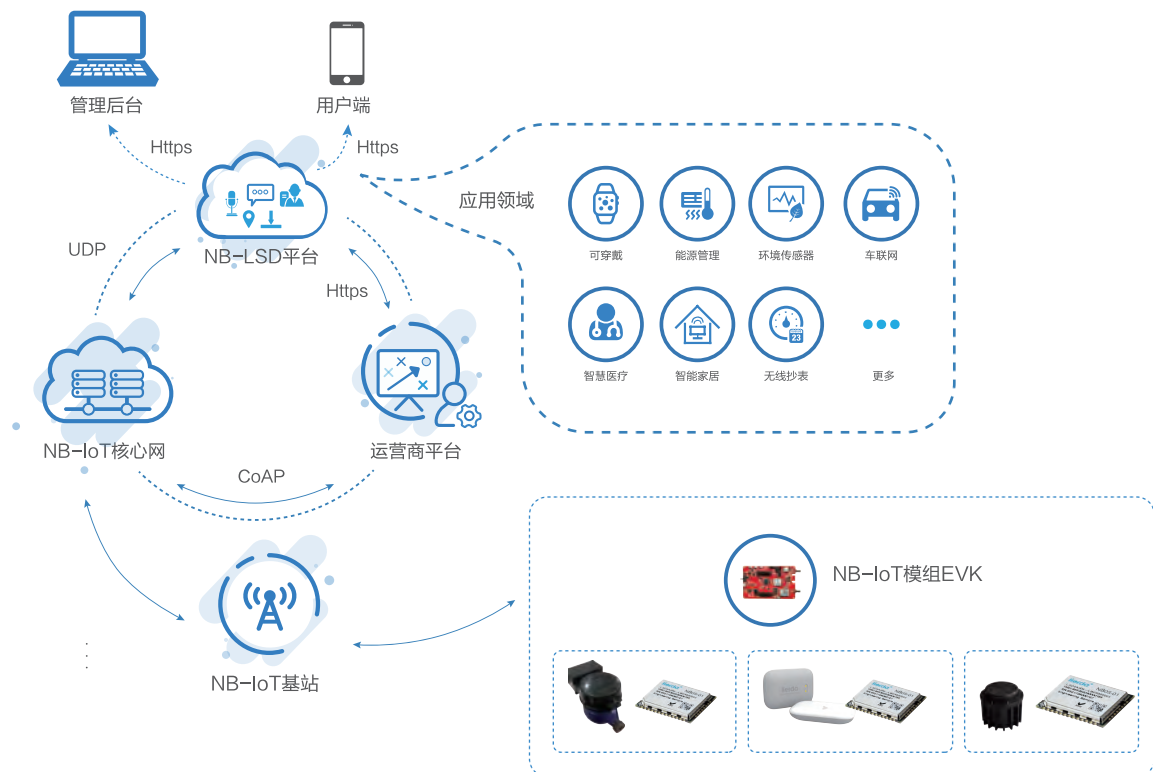 管理后台
用户端
Https
Https
应用领域
可穿戴
能源管理
环境传感器
车联网
UDP
NB-LSD平台
Https
智慧医疗
智能家居
23
无线抄表
更多
NB-IoT核心网
运营商平台
CoAP
NB-IoT模组EVK
NB-IoT基站